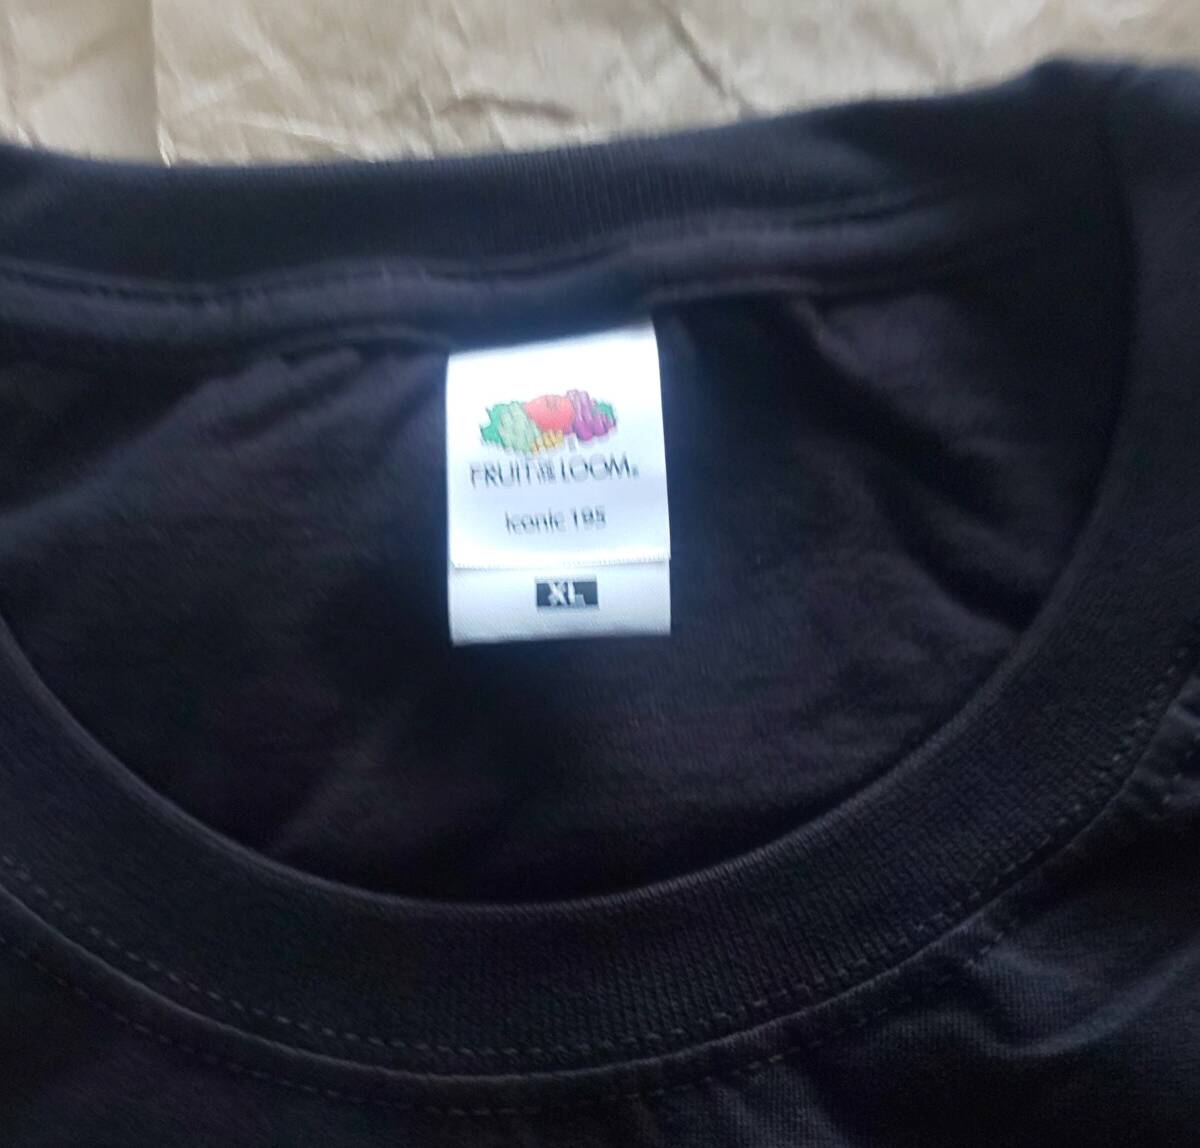 FRUIT OF THE LOOM®
Iconic 195
XL